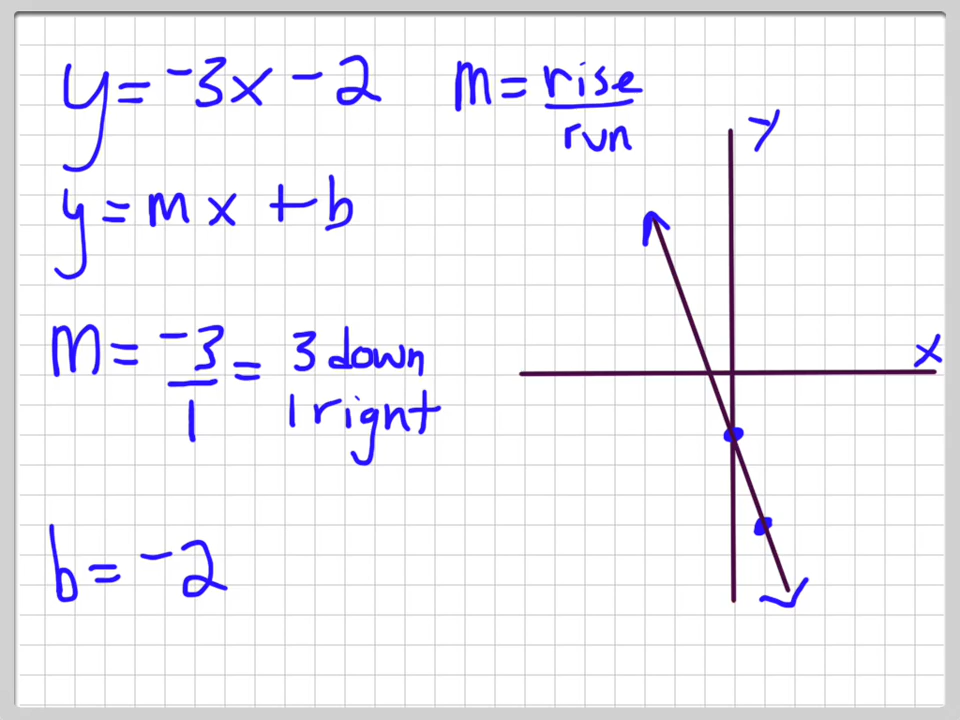 y = -3x - 2
m = rise/run
y = mx + b
m = -3/1 = 3 down
1 right
b = -2
y
x